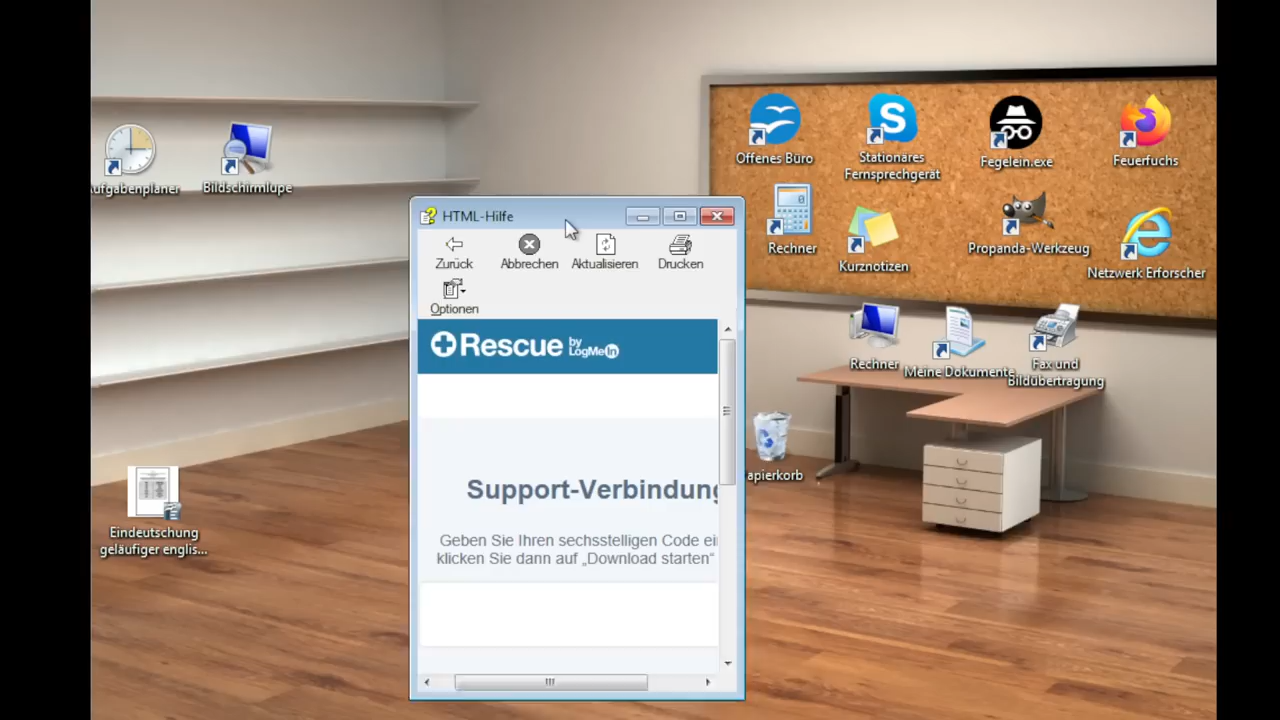 Aufgabenplaner
Bildschirmlupe
Eindeutschung
geläufiger englis...
HTML-Hilfe
Zurück
Abbrechen
Aktualisieren
Drucken
Optionen
Rescue by LogMeIn
Support-Verbindung
Geben Sie Ihren sechsstelligen Code ei
klicken Sie dann auf „Download starten“
Offenes Büro
Stationares
Fernsprechgerät
Fegelein.exe
Feuerfuchs
Rechner
Kurznotizen
Propanda-Werkzeug
Netzwerk Erforscher
Rechner
Meine Dokumente
Fax und
Bildübertragung
apierkorb